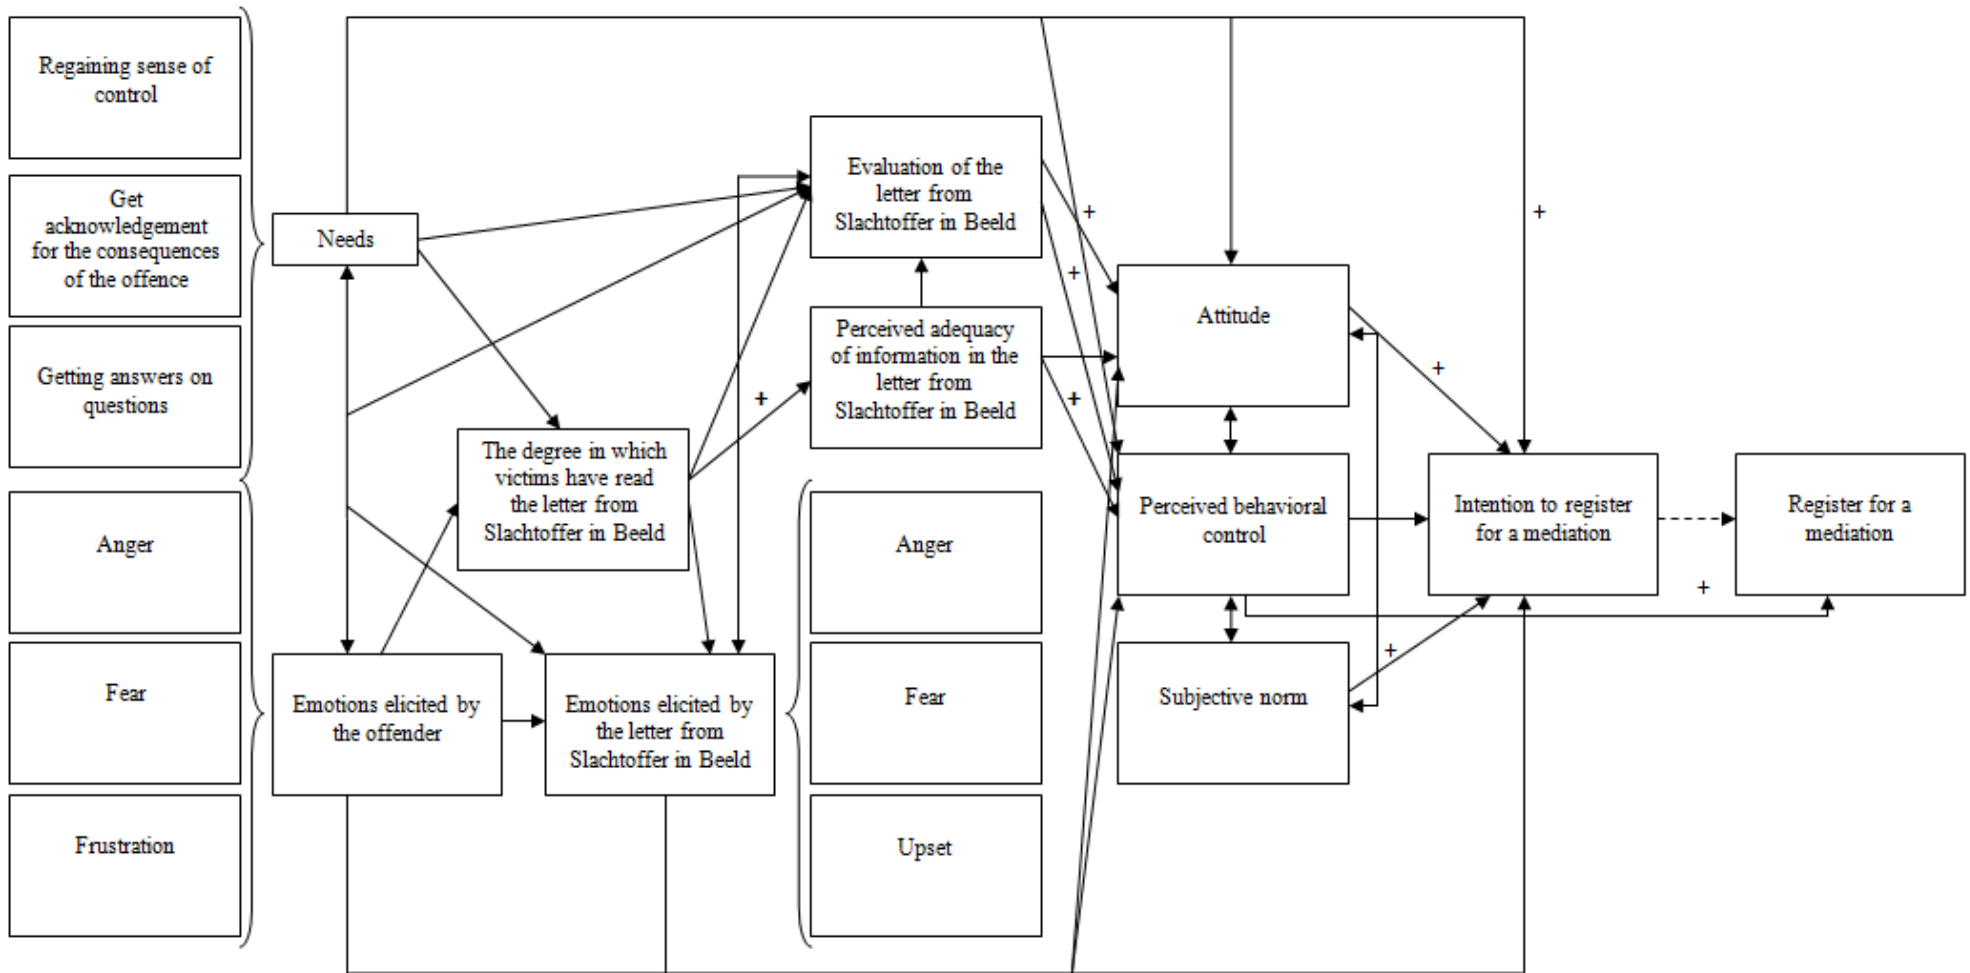 Regaining sense of
control
Get
acknowledgement
for the consequences
of the offence
Getting answers on
questions
Anger
Fear
Frustration
Needs
Emotions elicited by
the offender
The degree in which
victims have read
the letter from
Slachtoffer in Beeld
Emotions elicited by
the letter from
Slachtoffer in Beeld
Evaluation of the
letter from
Slachtoffer in Beeld
Perceived adequacy
of information in the
letter from
Slachtoffer in Beeld
+
Anger
Fear
Upset
+
+
+
Attitude
Perceived behavioral
control
Subjective norm
+
+
+
Intention to register
for a mediation
+
Register for a
mediation